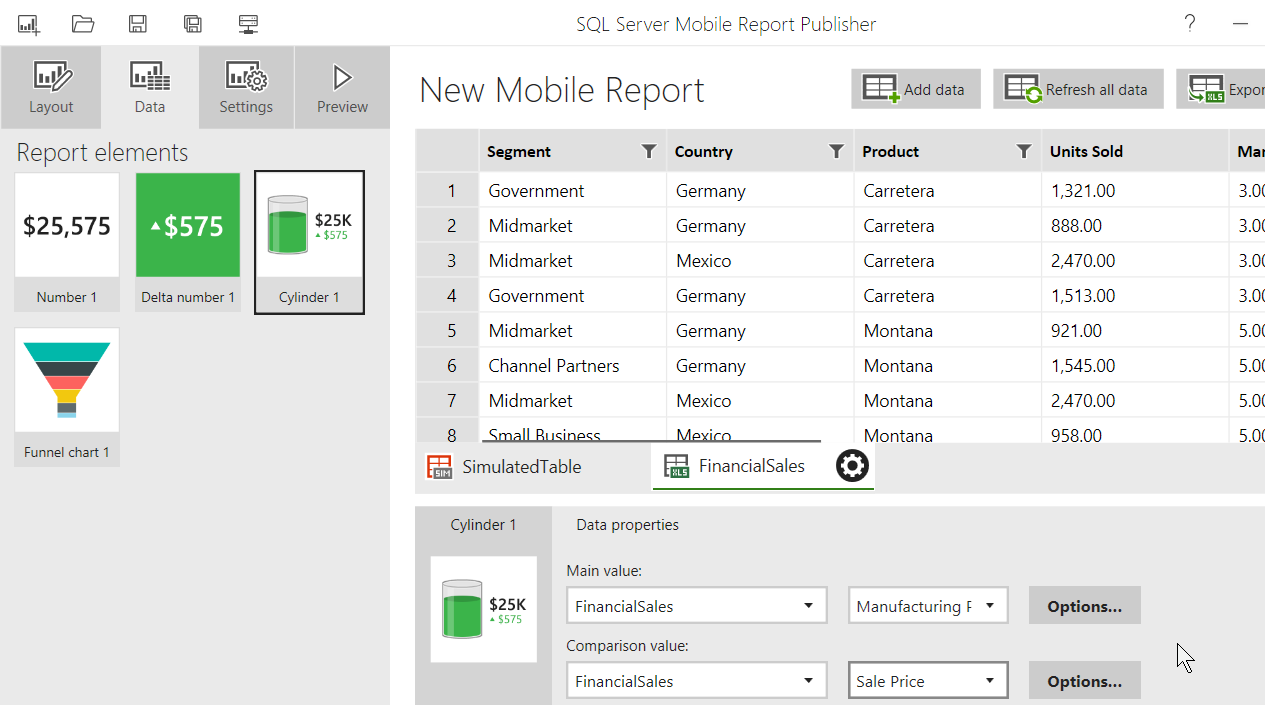 SQL Server Mobile Report Publisher
?
Layout
Data
Settings
Preview
New Mobile Report
Add data
Refresh all data
XLS
Expor
Report elements
$25,575
Number 1
$575
Delta number 1
$25K
$575
Cylinder 1
Funnel chart 1
Segment Country Product Units Sold Man
1 Government Germany Carretera 1,321.00 3.00
2 Midmarket Germany Carretera 888.00 3.00
3 Midmarket Mexico Carretera 2,470.00 3.00
4 Government Germany Carretera 1,513.00 3.00
5 Midmarket Germany Montana 921.00 5.00
6 Channel Partners Germany Montana 1,545.00 5.00
7 Midmarket Mexico Montana 2,470.00 5.00
8 Small Business Mexico Montana 958.00 5.00
SIM SimulatedTable
XLS FinancialSales
Cylinder 1
$25K
$575
Data properties
Main value:
FinancialSales Manufacturing P Options...
Comparison value:
FinancialSales Sale Price Options...